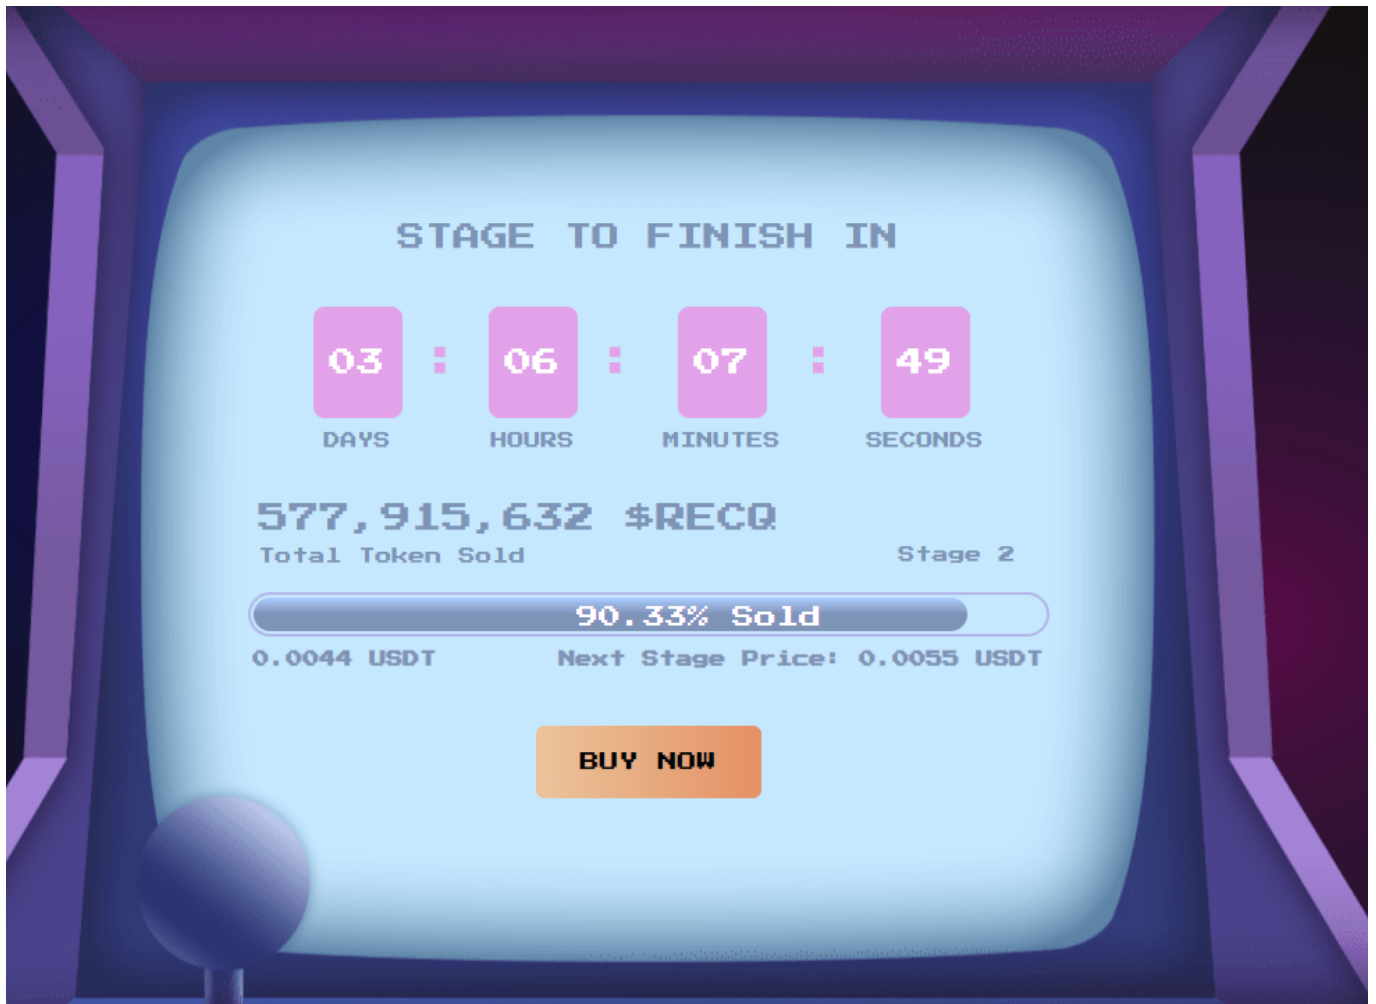 STAGE TO FINISH IN
03 : 06 : 07 : 49
DAYS HOURS MINUTES SECONDS
577,915,632 $RECQ
Total Token Sold Stage 2
90.33% Sold
0.0044 USDT Next Stage Price: 0.0055 USDT
BUY NOW